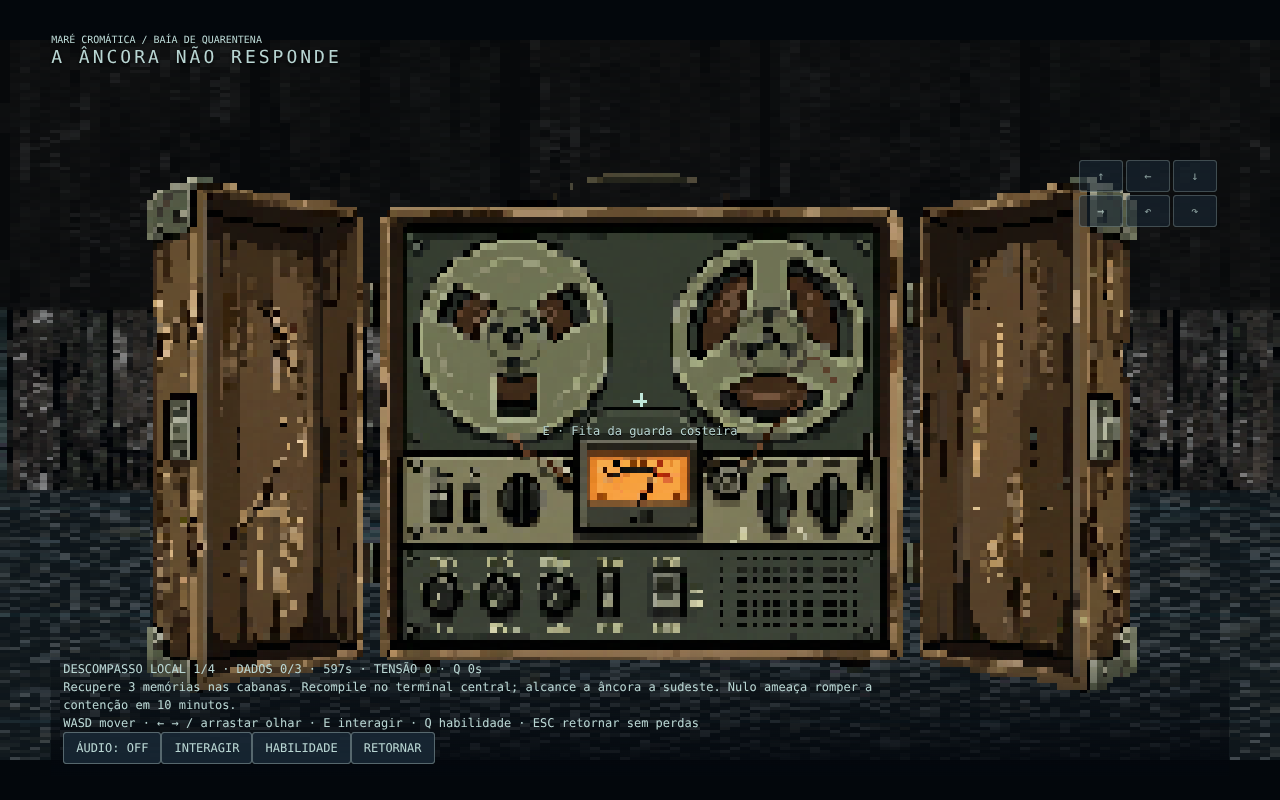 MARÉ CROMÁTICA / BAÍA DE QUARENTENA
A ÂNCORA NÃO RESPONDE
↑ ← ↓
→ ↶ ↷
E · Fita da guarda costeira
DESCOMPASSO LOCAL 1/4 · DADOS 0/3 · 597s · TENSÃO 0 · Q 0s
Recupere 3 memórias nas cabanas. Recompile no terminal central; alcance a âncora a sudeste. Nulo ameaça romper a
contenção em 10 minutos.
WASD mover · ← → / arrastar olhar · E interagir · Q habilidade · ESC retornar sem perdas
ÁUDIO: OFF INTERAGIR HABILIDADE RETORNAR